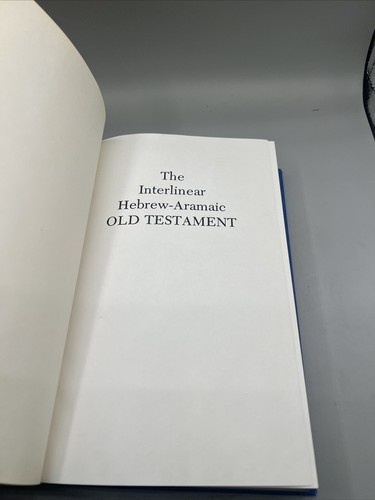 The
Interlinear
Hebrew-Aramaic
OLD TESTAMENT